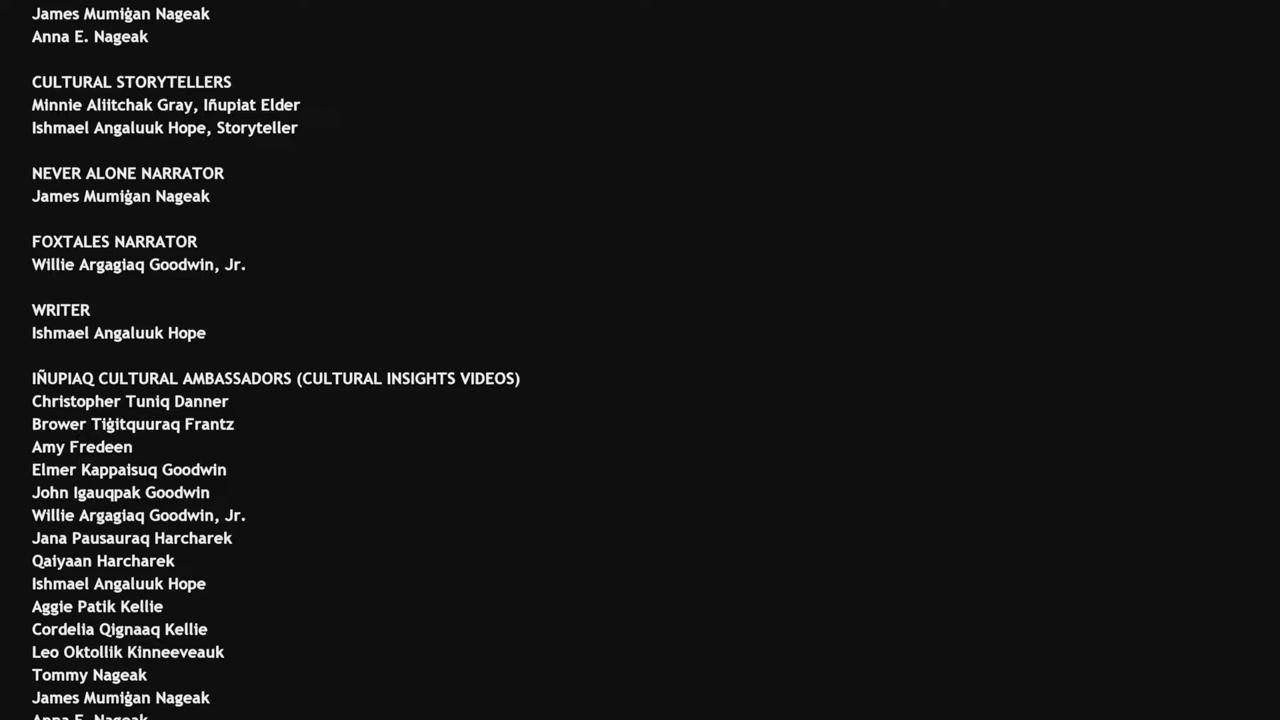 James Mumiġan Nageak
Anna E. Nageak
CULTURAL STORYTELLERS
Minnie Aliitchak Gray, Iñupiat Elder
Ishmael Angaluuk Hope, Storyteller
NEVER ALONE NARRATOR
James Mumiġan Nageak
FOXTALES NARRATOR
Willie Argagiaq Goodwin, Jr.
WRITER
Ishmael Angaluuk Hope
IÑUPIAQ CULTURAL AMBASSADORS (CULTURAL INSIGHTS VIDEOS)
Christopher Tuniq Danner
Brower Tiġitquuraq Frantz
Amy Fredeen
Elmer Kappaisuq Goodwin
John Igauqpak Goodwin
Willie Argagiaq Goodwin, Jr.
Jana Pausauraq Harcharek
Qaiyaan Harcharek
Ishmael Angaluuk Hope
Aggie Patik Kellie
Cordelia Qignaaq Kellie
Leo Oktollik Kinneeveauk
Tommy Nageak
James Mumiġan Nageak
Anna E. Nageak